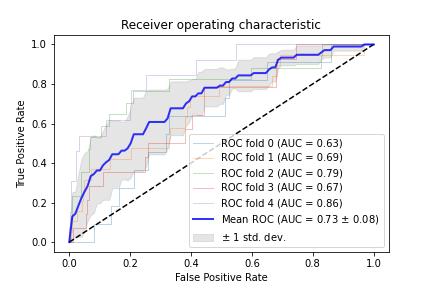 Receiver operating characteristic
True Positive Rate
1.0
0.8
0.6
0.4
0.2
0.0
ROC fold 0 (AUC = 0.63)
ROC fold 1 (AUC = 0.69)
ROC fold 2 (AUC = 0.79)
ROC fold 3 (AUC = 0.67)
ROC fold 4 (AUC = 0.86)
Mean ROC (AUC = 0.73 ± 0.08)
± 1 std. dev.
0.0 0.2 0.4 0.6 0.8 1.0
False Positive Rate